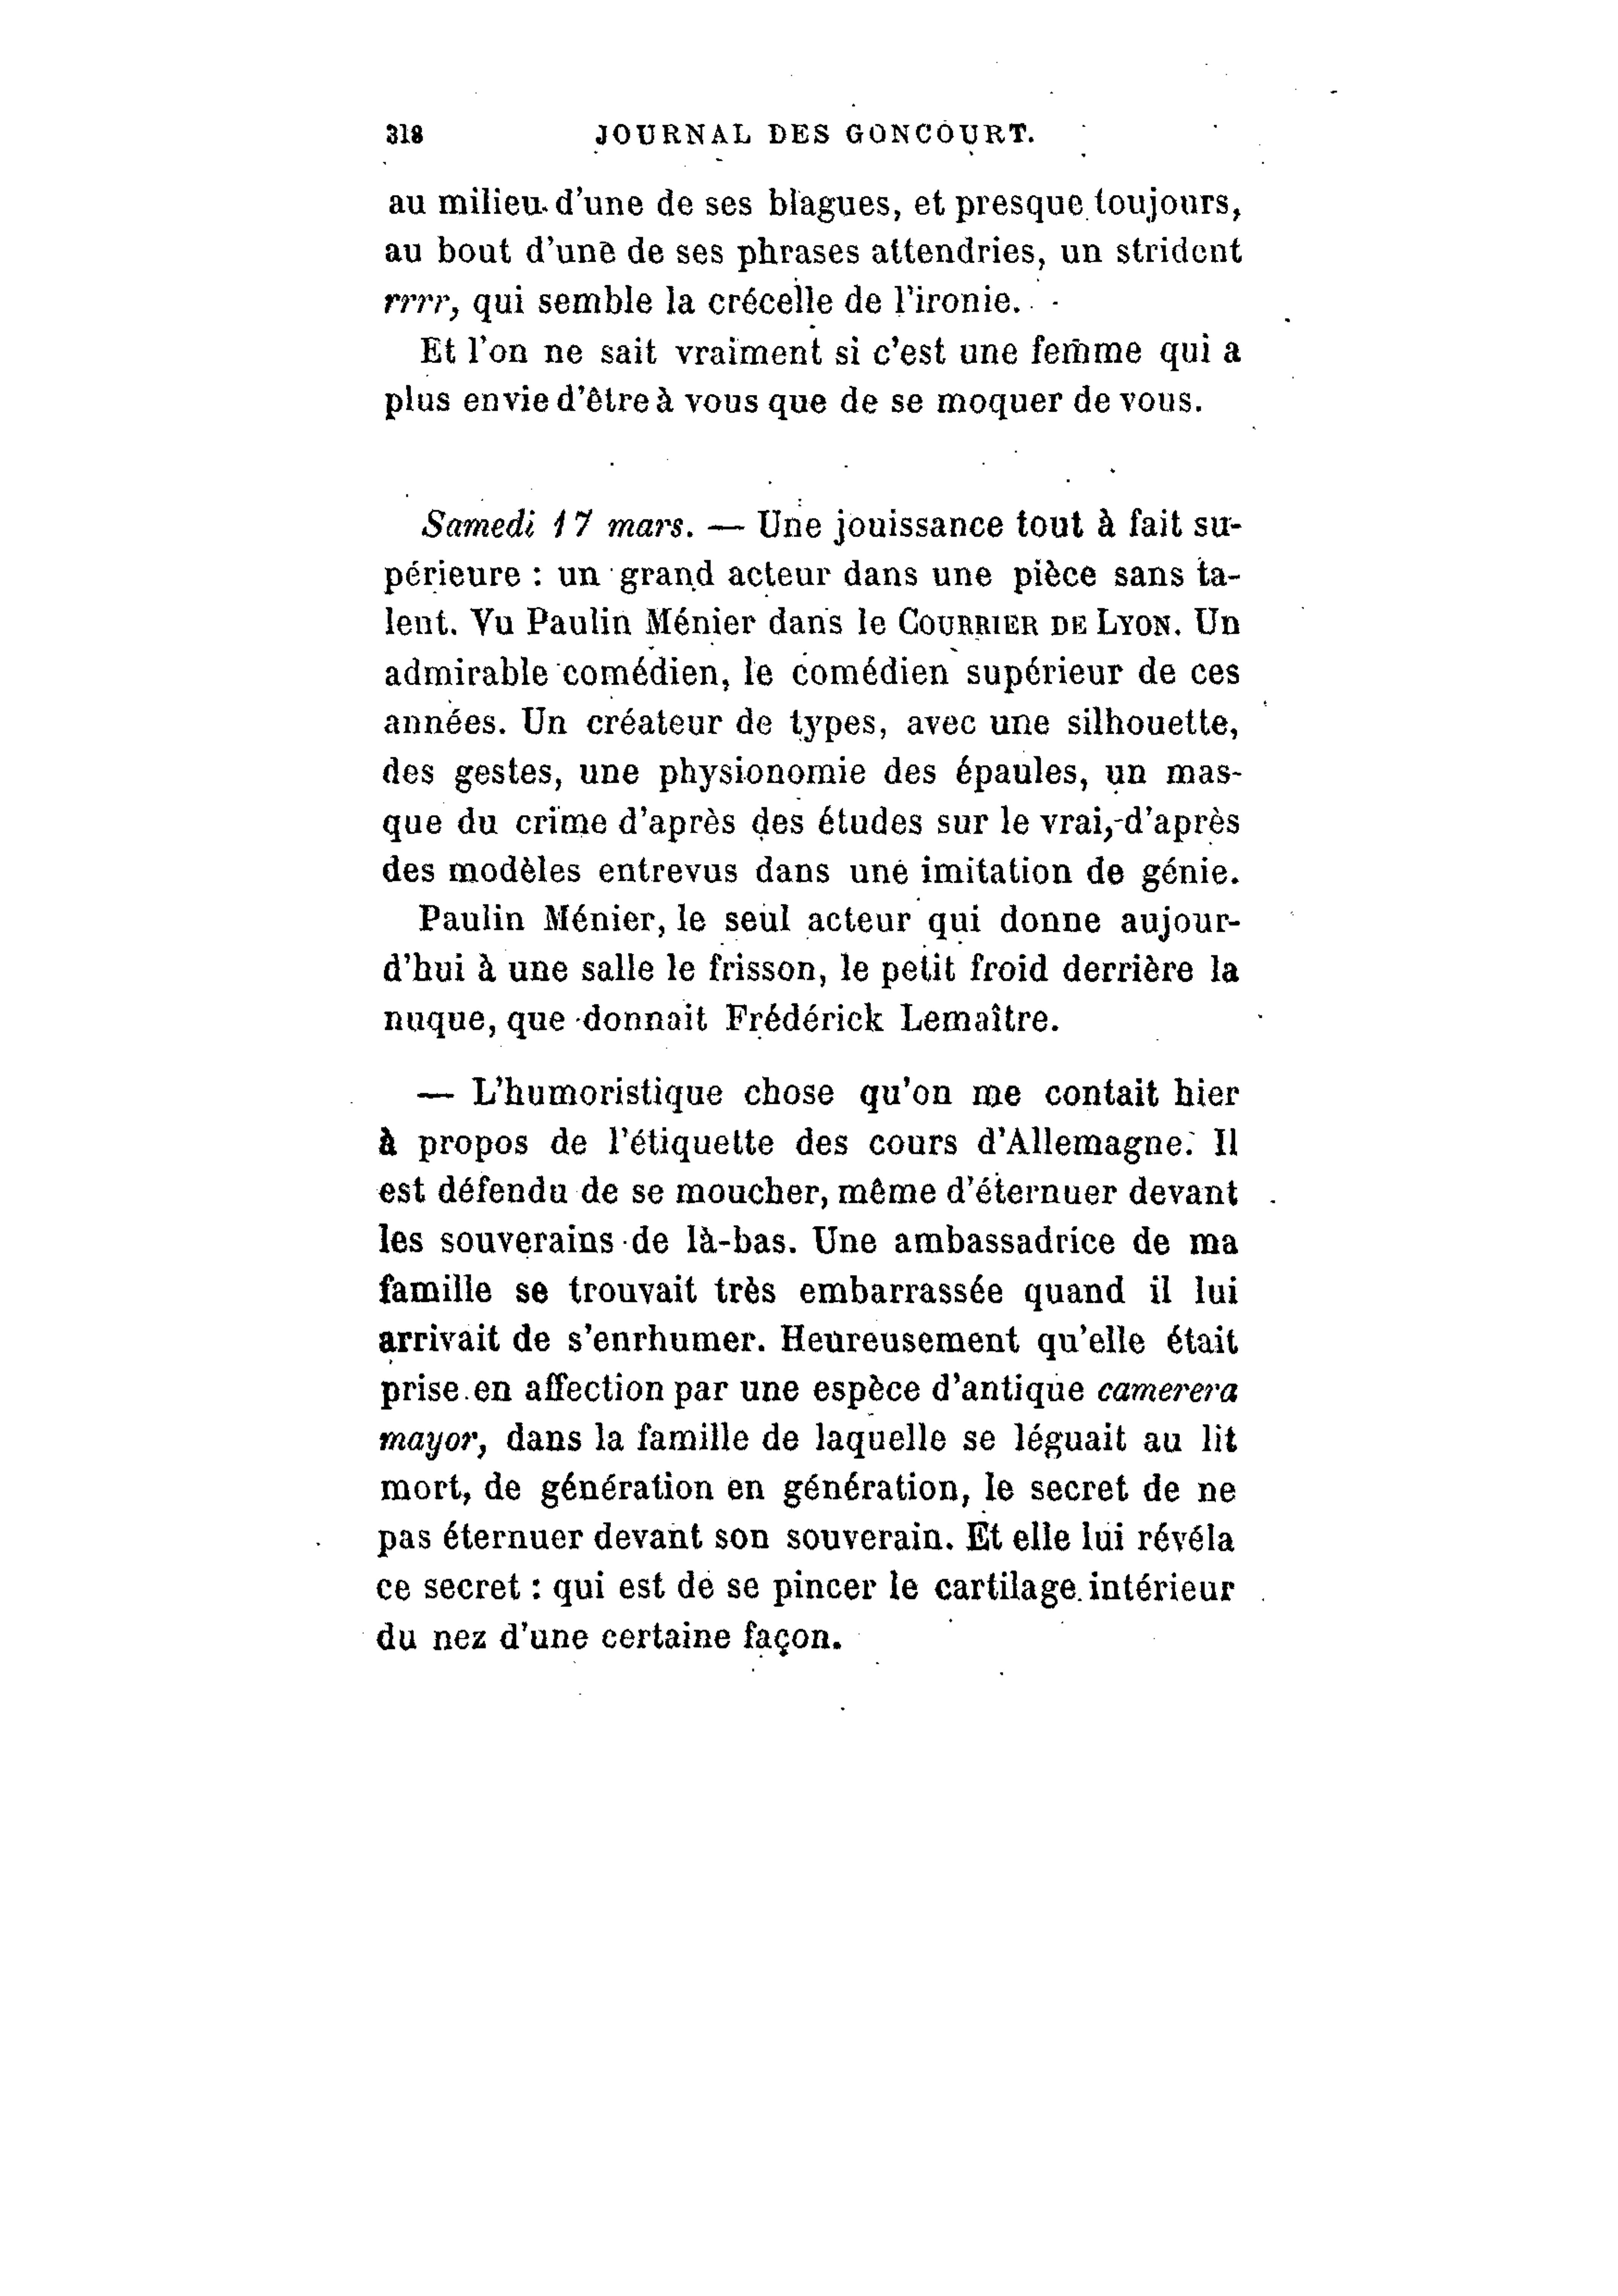 318 JOURNAL DES GONCOURT.
au milieu d'une de ses blagues, et presque toujours,
au bout d'une de ses phrases attendries, un strident
rrrr, qui semble la crécelle de l'ironie.
Et l'on ne sait vraiment si c'est une femme qui a
plus envie d'être à vous que de se moquer de vous.
Samedi 17 mars. — Une jouissance tout à fait su-
périeure : un grand acteur dans une pièce sans ta-
lent. Vu Paulin Ménier dans le COURRIER DE LYON. Un
admirable comédien, le comédien supérieur de ces
années. Un créateur de types, avec une silhouette,
des gestes, une physionomie des épaules, un mas-
que du crime d'après des études sur le vrai, d'après
des modèles entrevus dans une imitation de génie.
Paulin Ménier, le seul acteur qui donne aujour-
d'hui à une salle le frisson, le petit froid derrière la
nuque, que donnait Frédérick Lemaître.
— L'humoristique chose qu'on me contait hier
à propos de l'étiquette des cours d'Allemagne. Il
est défendu de se moucher, même d'éternuer devant
les souverains de là-bas. Une ambassadrice de ma
famille se trouvait très embarrassée quand il lui
arrivait de s'enrhumer. Heureusement qu'elle était
prise en affection par une espèce d'antique camerera
mayor, dans la famille de laquelle se léguait au lit
mort, de génération en génération, le secret de ne
pas éternuer devant son souverain. Et elle lui révéla
ce secret : qui est de se pincer le cartilage intérieur
du nez d'une certaine façon.